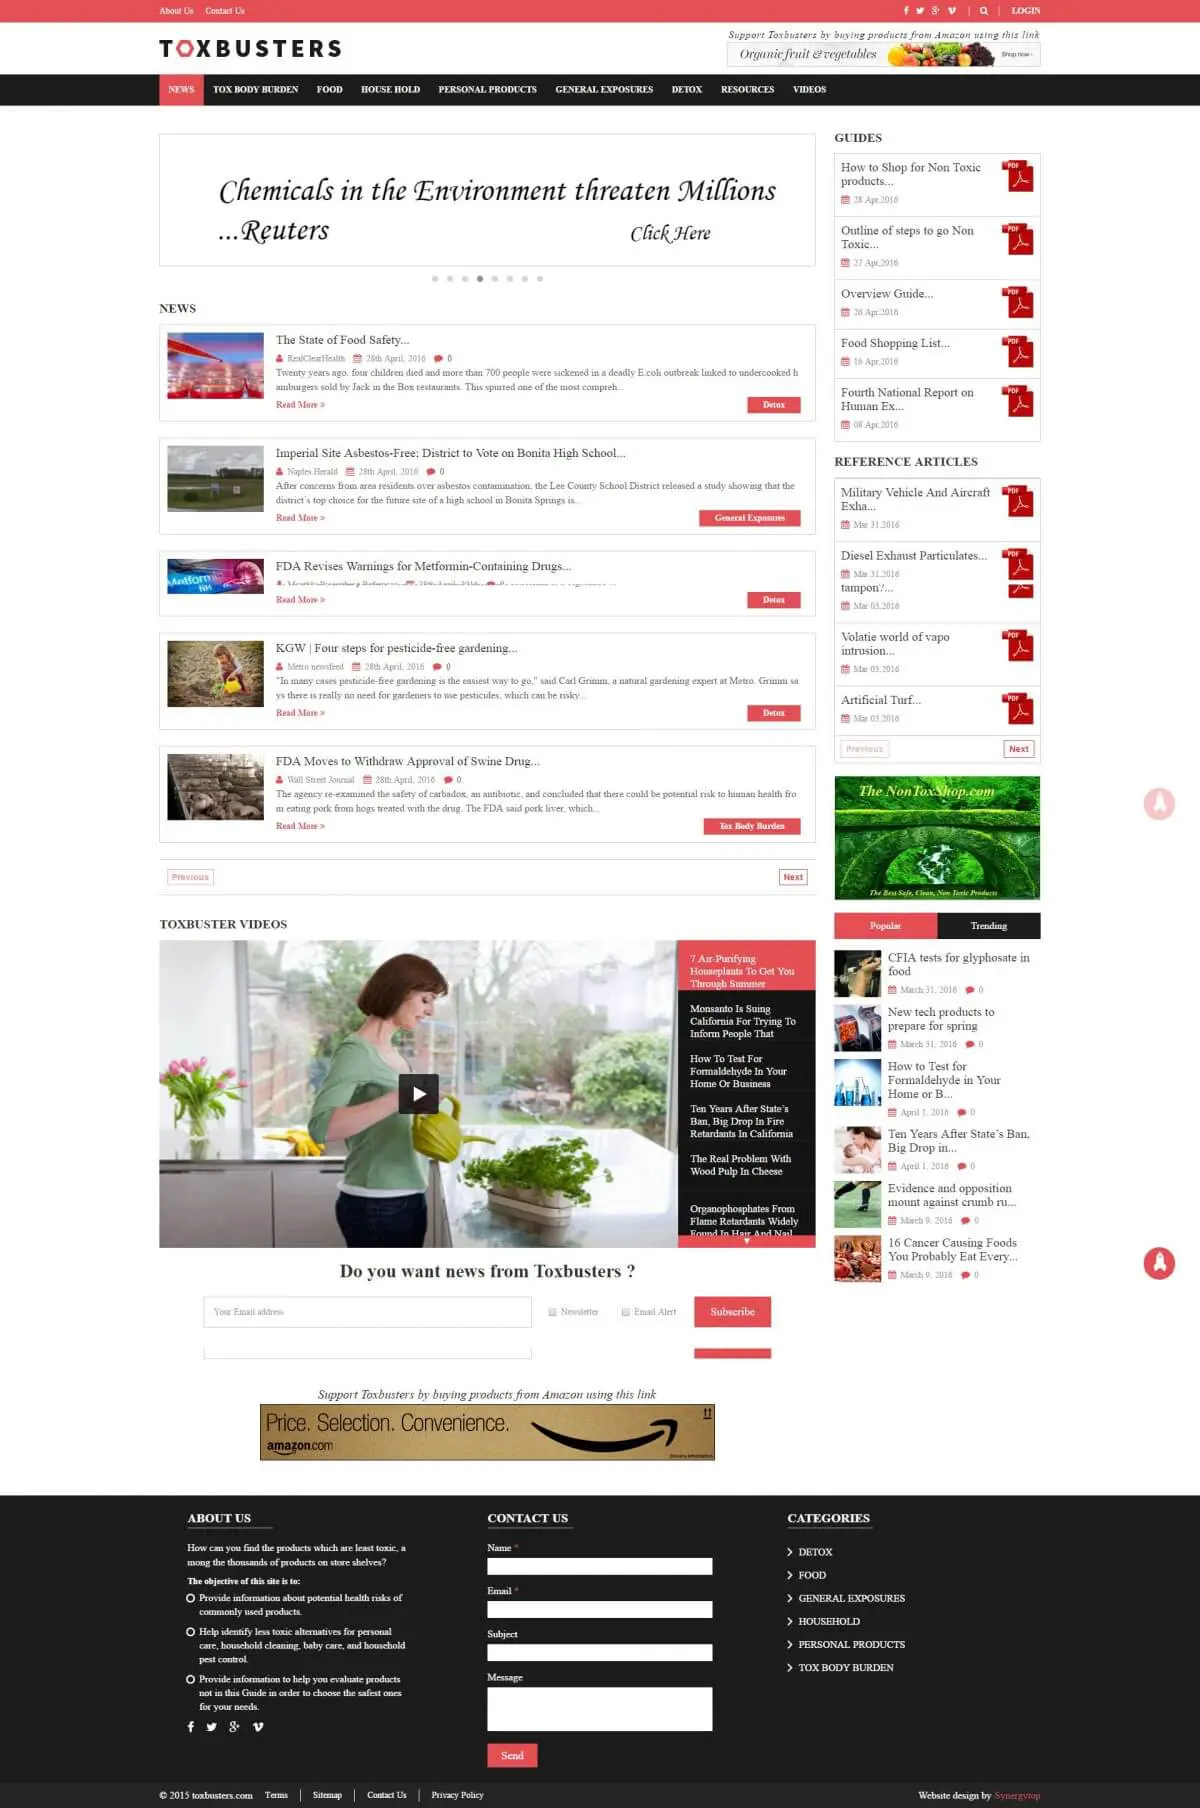 About Us Contact Us
LOGIN
TOXBUSTERS
Support Toxbusters by buying products from Amazon using this link
Organic fruit & vegetables Shop now ›
NEWS TOX BODY BURDEN FOOD HOUSE HOLD PERSONAL PRODUCTS GENERAL EXPOSURES DETOX RESOURCES VIDEOS
Chemicals in the Environment threaten Millions
...Reuters Click Here
NEWS
The State of Food Safety...
RealClearHealth 28th April, 2016 0
Twenty years ago, four children died and more than 700 people were sickened in a deadly E.coli outbreak linked to undercooked h
amburgers sold by Jack in the Box restaurants. This spurred one of the most compreh...
Read More » Detox
Imperial Site Asbestos-Free; District to Vote on Bonita High School...
Naples Herald 28th April, 2016 0
After concerns from area residents over asbestos contamination, the Lee County School District released a study showing that the
district's top choice for the future site of a high school in Bonita Springs is...
Read More » General Exposures
FDA Revises Warnings for Metformin-Containing Drugs...
Read More » Detox
KGW | Four steps for pesticide-free gardening...
Metro newsfeed 28th April, 2016 0
"In many cases pesticide-free gardening is the easiest way to go," said Carl Grimm, a natural gardening expert at Metro. Grimm sa
ys there is really no need for gardeners to use pesticides, which can be risky...
Read More » Detox
FDA Moves to Withdraw Approval of Swine Drug...
Wall Street Journal 28th April, 2016 0
The agency re-examined the safety of carbadox, an antibiotic, and concluded that there could be potential risk to human health fro
m eating pork from hogs treated with the drug. The FDA said pork liver, which...
Read More » Tox Body Burden
Previous Next
TOXBUSTER VIDEOS
7 Air-Purifying
Houseplants To Get You
Through Summer
Monsanto Is Suing
California For Trying To
Inform People That
How To Test For
Formaldehyde In Your
Home Or Business
Ten Years After State's
Ban, Big Drop In Fire
Retardants In California
The Real Problem With
Wood Pulp In Cheese
Organophosphates From
Flame Retardants Widely
Found In Hair And Nail
Do you want news from Toxbusters ?
Your Email address Newsletter Email Alert Subscribe
Support Toxbusters by buying products from Amazon using this link
Price. Selection. Convenience.
amazon.com
GUIDES
How to Shop for Non Toxic
products...
28 Apr,2016
PDF
Outline of steps to go Non
Toxic...
27 Apr,2016
PDF
Overview Guide...
26 Apr,2016
PDF
Food Shopping List...
16 Apr,2016
PDF
Fourth National Report on
Human Ex...
08 Apr,2016
PDF
REFERENCE ARTICLES
Military Vehicle And Aircraft
Exha...
Mar 31,2016
PDF
Diesel Exhaust Particulates...
Mar 31,2016
PDF
tampon?...
Mar 03,2016
Volatie world of vapo
intrusion...
Mar 03,2016
PDF
Artificial Turf...
Mar 03,2016
PDF
Previous Next
The NonToxShop.com
The Best Safe, Clean, Non Toxic Products
Popular Trending
CFIA tests for glyphosate in
food
March 31, 2016 0
New tech products to
prepare for spring
March 31, 2016 0
How to Test for
Formaldehyde in Your
Home or B...
April 1, 2016 0
Ten Years After State's Ban,
Big Drop in...
April 1, 2016 0
Evidence and opposition
mount against crumb ru...
March 9, 2016 0
16 Cancer Causing Foods
You Probably Eat Every...
March 9, 2016 0
ABOUT US
How can you find the products which are least toxic, a
mong the thousands of products on store shelves?
The objective of this site is to:
Provide information about potential health risks of
commonly used products.
Help identify less toxic alternatives for personal
care, household cleaning, baby care, and household
pest control.
Provide information to help you evaluate products
not in this Guide in order to choose the safest ones
for your needs.
CONTACT US
Name *
Email *
Subject
Message
Send
CATEGORIES
DETOX
FOOD
GENERAL EXPOSURES
HOUSEHOLD
PERSONAL PRODUCTS
TOX BODY BURDEN
© 2015 toxbusters.com Terms Sitemap Contact Us Privacy Policy
Website design by Synergytop